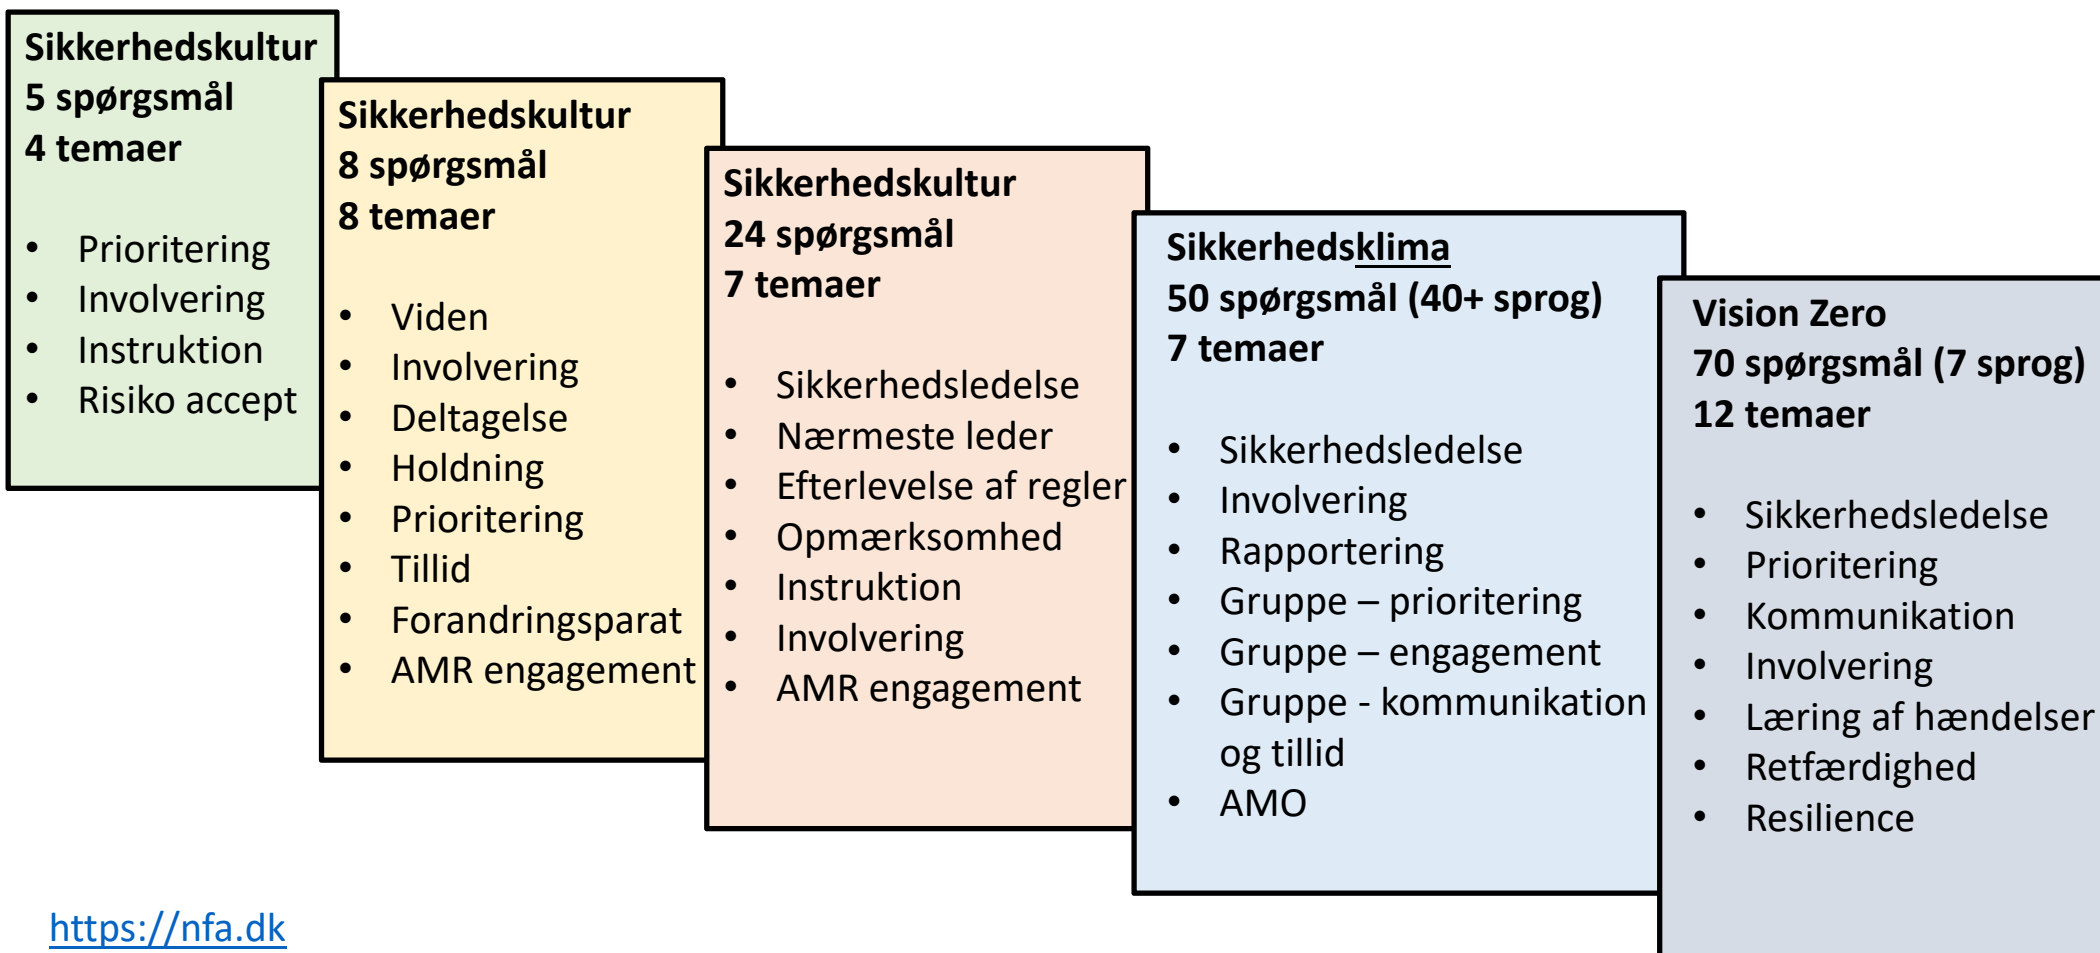 Sikkerhedskultur
5 spørgsmål
4 temaer
• Prioritering
• Involvering
• Instruktion
• Risiko accept
Sikkerhedskultur
8 spørgsmål
8 temaer
• Viden
• Involvering
• Deltagelse
• Holdning
• Prioritering
• Tillid
• Forandringsparat
• AMR engagement
Sikkerhedskultur
24 spørgsmål
7 temaer
• Sikkerhedsledelse
• Nærmeste leder
• Efterlevelse af regler
• Opmærksomhed
• Instruktion
• Involvering
• AMR engagement
Sikkerhedsklima
50 spørgsmål (40+ sprog)
7 temaer
• Sikkerhedsledelse
• Involvering
• Rapportering
• Gruppe – prioritering
• Gruppe – engagement
• Gruppe - kommunikation
og tillid
• AMO
Vision Zero
70 spørgsmål (7 sprog)
12 temaer
• Sikkerhedsledelse
• Prioritering
• Kommunikation
• Involvering
• Læring af hændelser
• Retfærdighed
• Resilience
https://nfa.dk